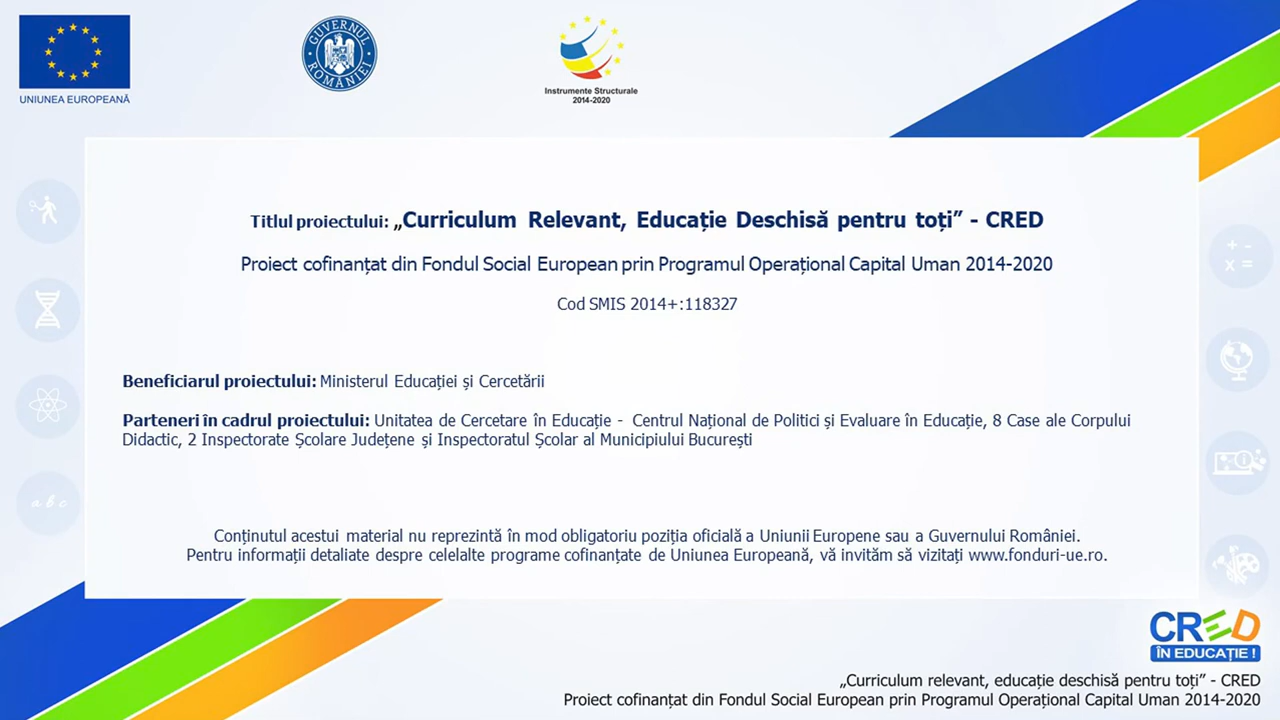 UNIUNEA EUROPEANĂ
GUVERNUL ROMÂNIEI
Instrumente Structurale
2014-2020
Titlul proiectului: „Curriculum Relevant, Educație Deschisă pentru toți” - CRED
Proiect cofinanțat din Fondul Social European prin Programul Operațional Capital Uman 2014-2020
Cod SMIS 2014+:118327
Beneficiarul proiectului: Ministerul Educației și Cercetării
Parteneri în cadrul proiectului: Unitatea de Cercetare în Educație - Centrul Național de Politici și Evaluare în Educație, 8 Case ale Corpului
Didactic, 2 Inspectorate Școlare Județene și Inspectoratul Școlar al Municipiului București
Conținutul acestui material nu reprezintă în mod obligatoriu poziția oficială a Uniunii Europene sau a Guvernului României.
Pentru informații detaliate despre celelalte programe cofinanțate de Uniunea Europeană, vă invităm să vizitați www.fonduri-ue.ro.
a b c
+ -
x =
CRED
ÎN EDUCAȚIE !
„Curriculum relevant, educație deschisă pentru toți” - CRED
Proiect cofinanțat din Fondul Social European prin Programul Operațional Capital Uman 2014-2020